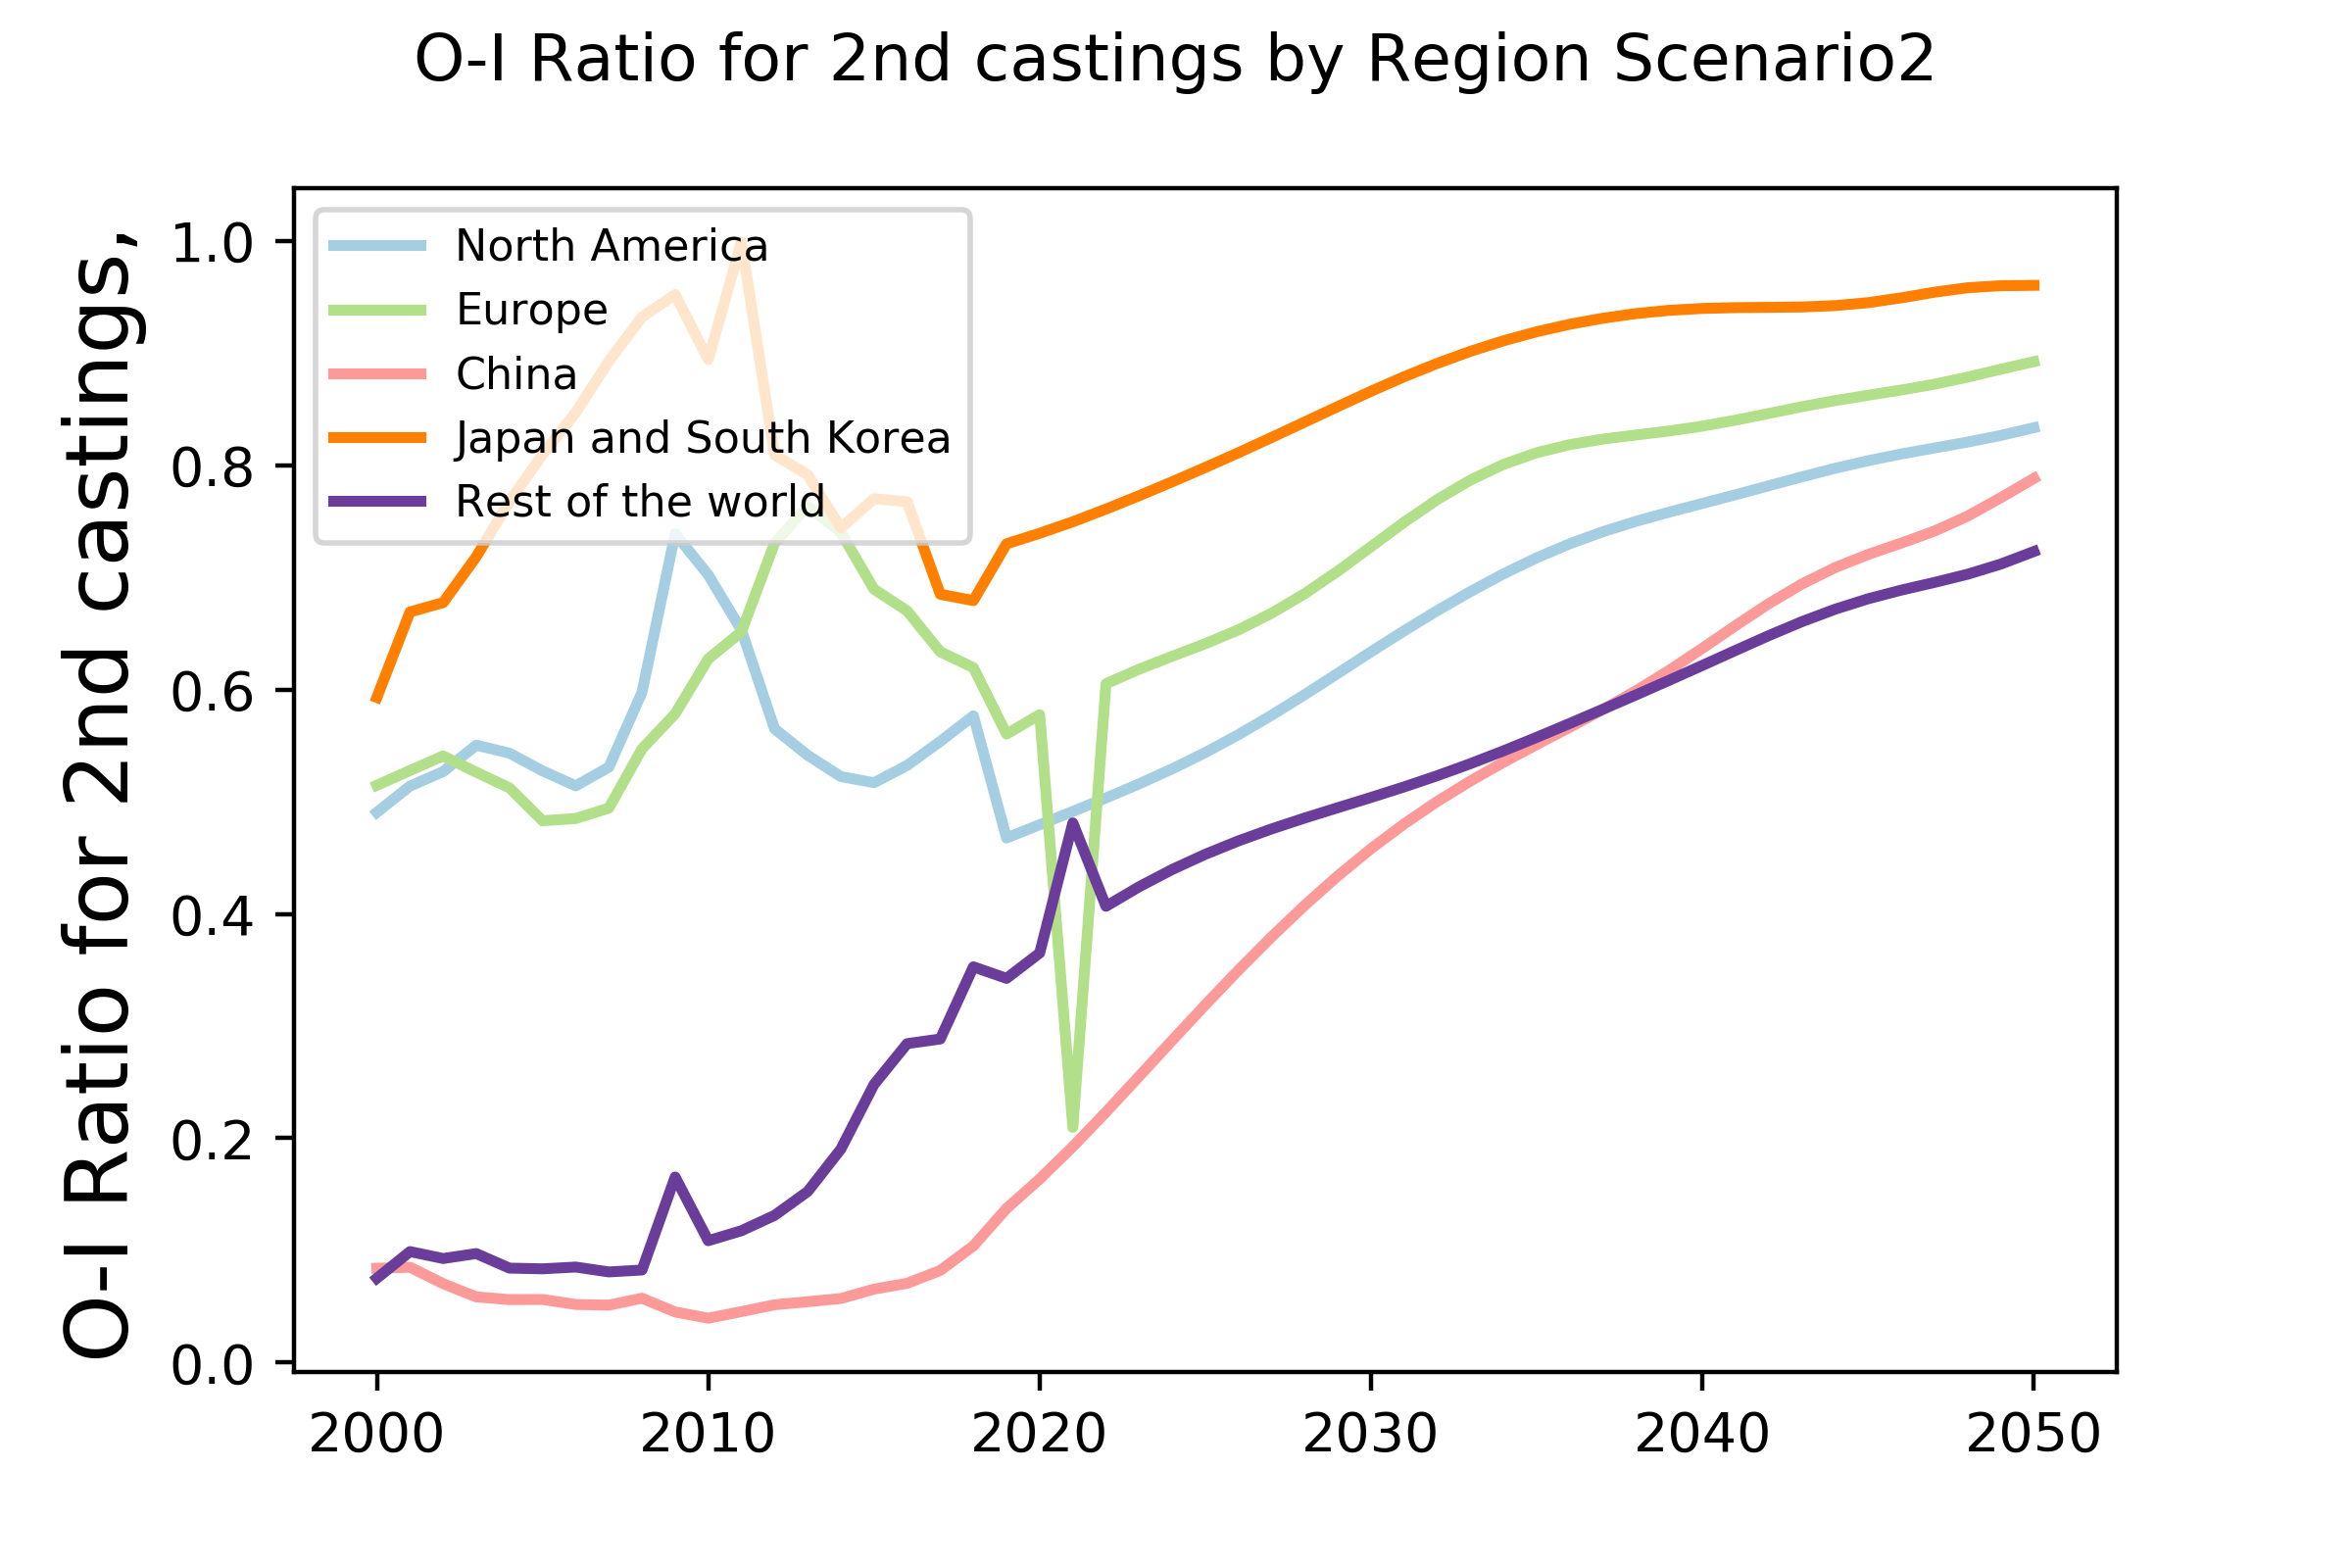 O-I Ratio for 2nd castings by Region Scenario2
O-I Ratio for 2nd castings,
1.0
0.8
0.6
0.4
0.2
0.0
North America
Europe
China
Japan and South Korea
Rest of the world
2000 2010 2020 2030 2040 2050